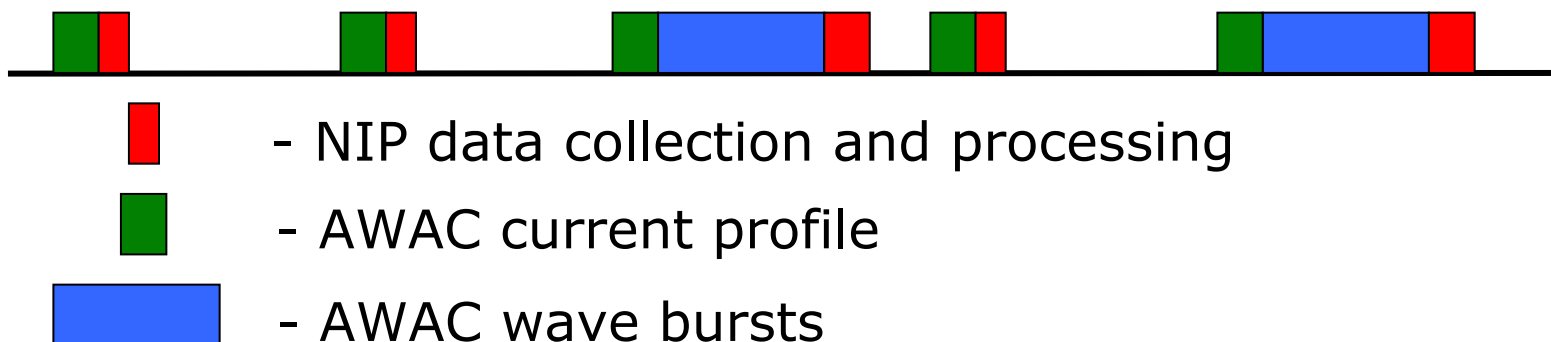 - NIP data collection and processing
- AWAC current profile
- AWAC wave bursts